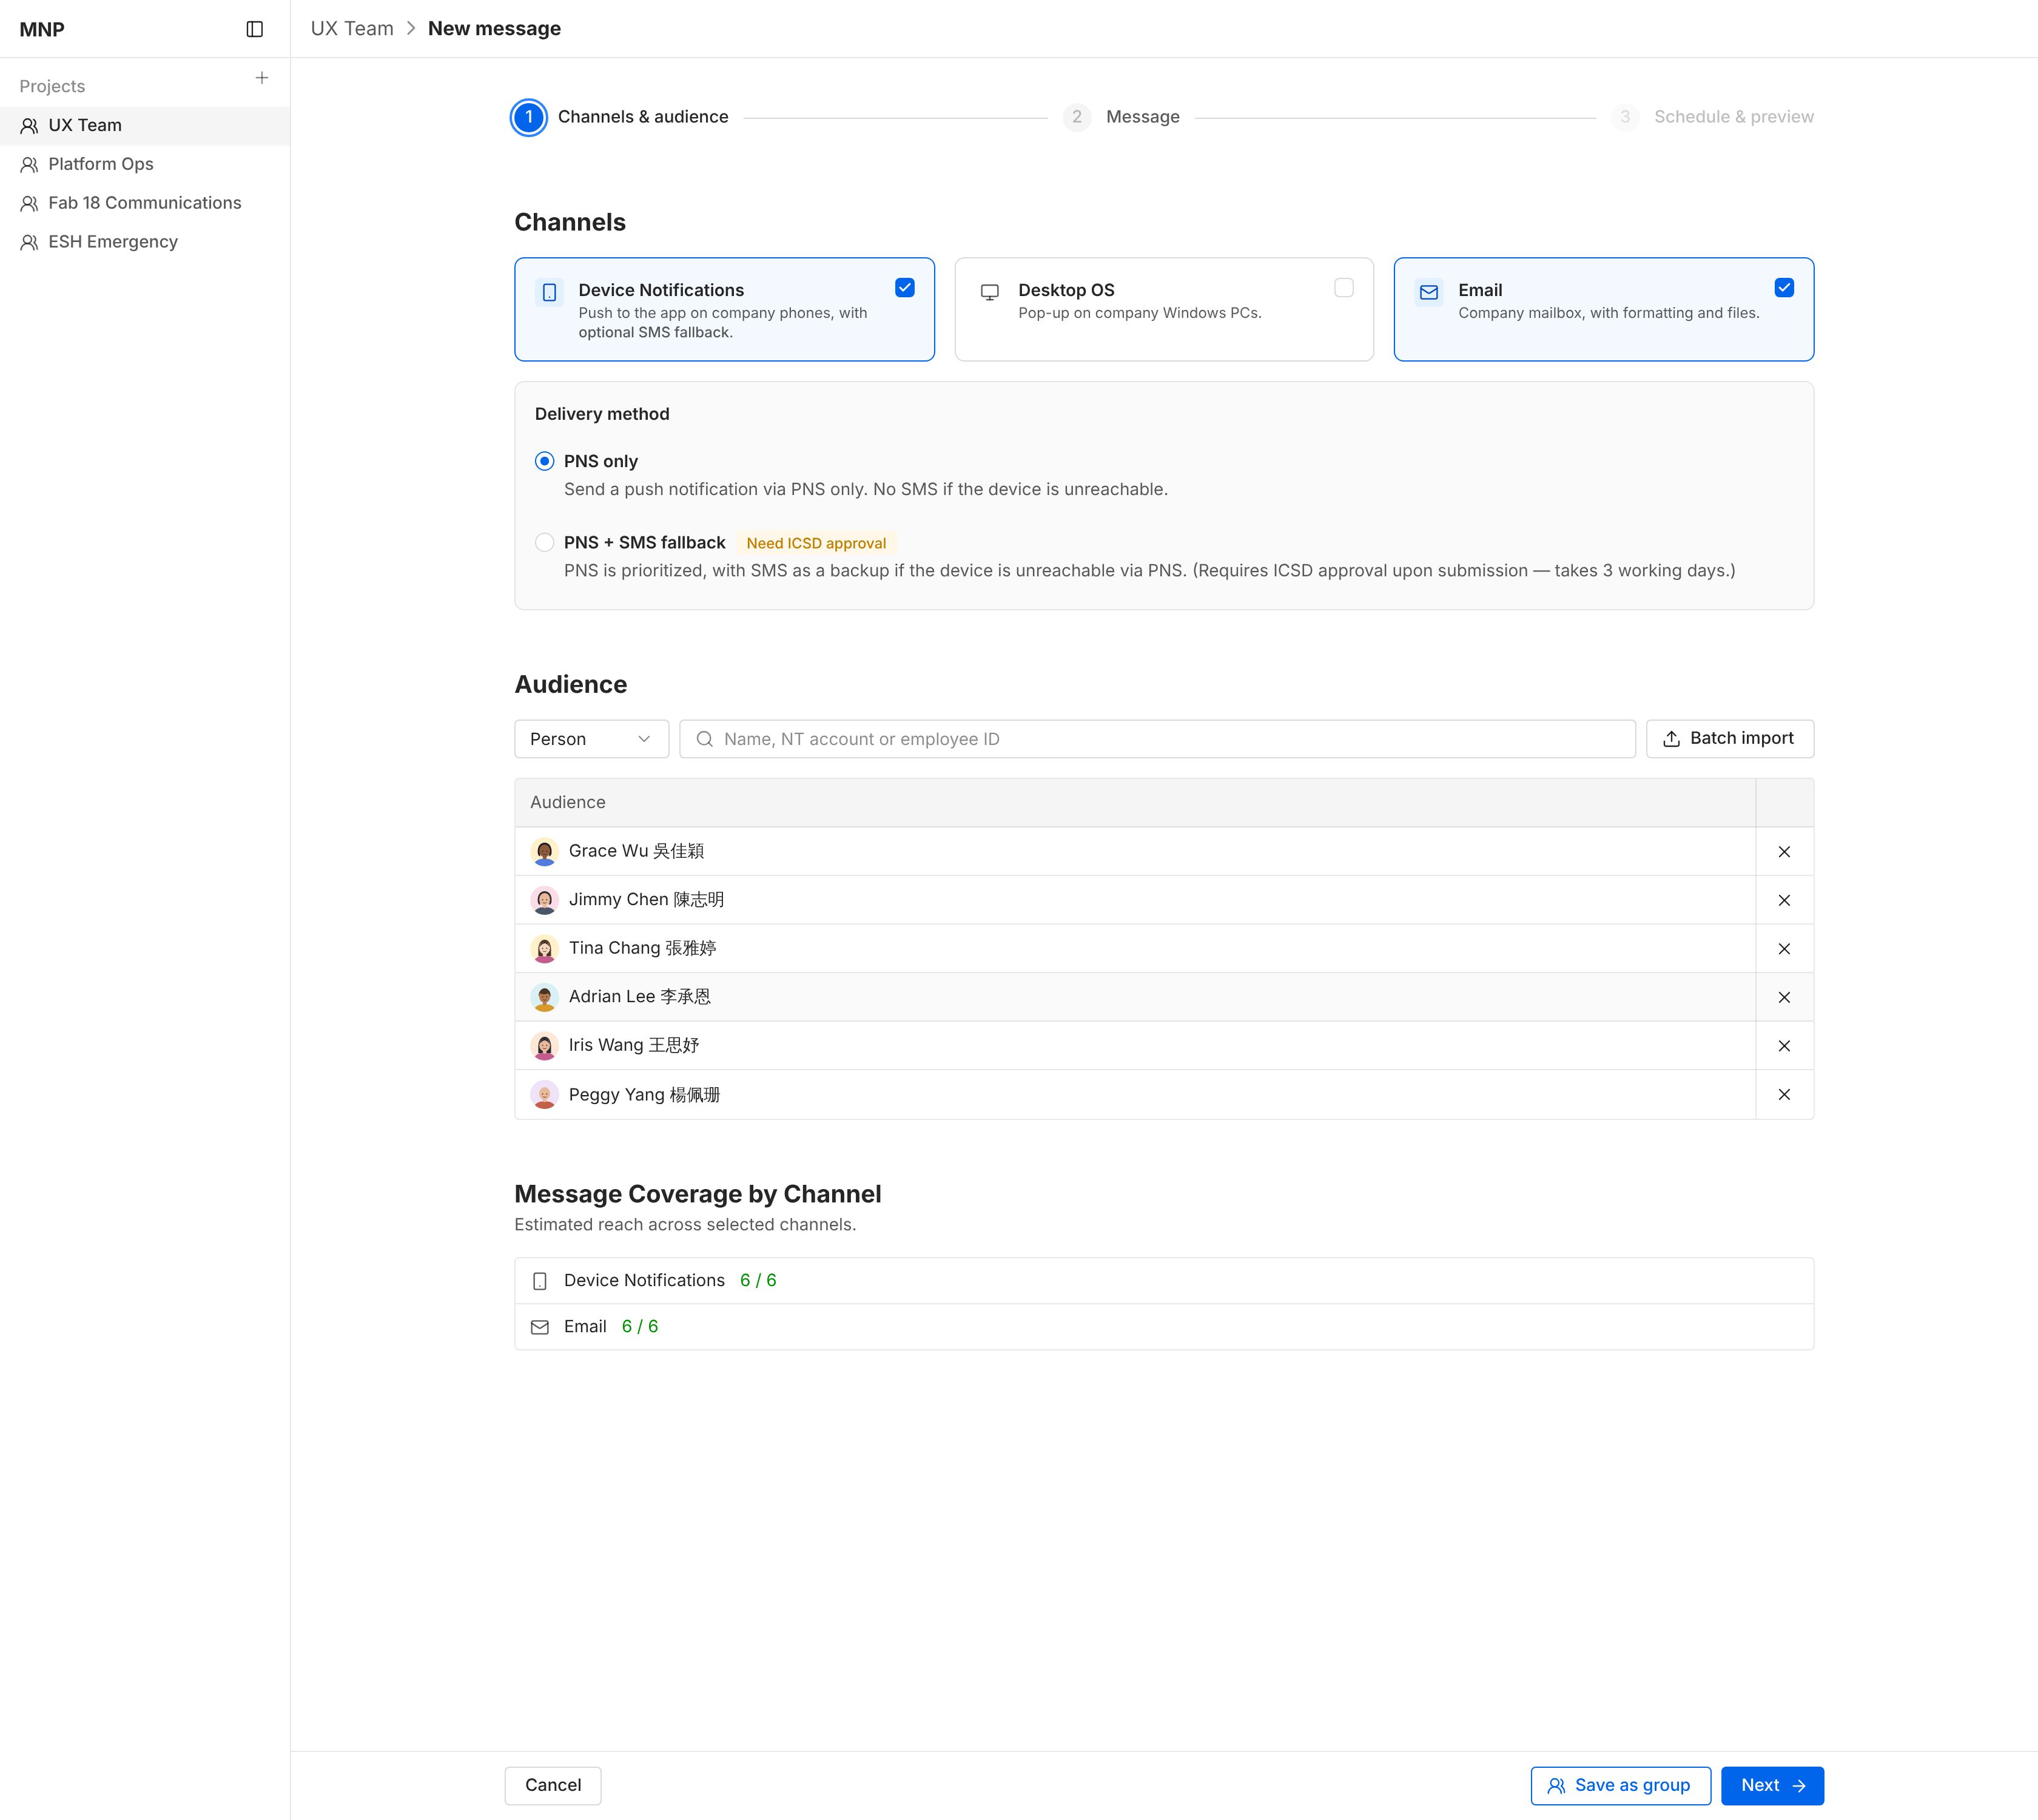 MNP
Projects
UX Team
Platform Ops
Fab 18 Communications
ESH Emergency
UX Team > New message
1 Channels & audience
2 Message
3 Schedule & preview
Channels
Device Notifications
Push to the app on company phones, with
optional SMS fallback.
Desktop OS
Pop-up on company Windows PCs.
Email
Company mailbox, with formatting and files.
Delivery method
PNS only
Send a push notification via PNS only. No SMS if the device is unreachable.
PNS + SMS fallback Need ICSD approval
PNS is prioritized, with SMS as a backup if the device is unreachable via PNS. (Requires ICSD approval upon submission — takes 3 working days.)
Audience
Person
Name, NT account or employee ID
Batch import
Audience
Grace Wu 吳佳穎
Jimmy Chen 陳志明
Tina Chang 張雅婷
Adrian Lee 李承恩
Iris Wang 王思妤
Peggy Yang 楊佩珊
Message Coverage by Channel
Estimated reach across selected channels.
Device Notifications 6 / 6
Email 6 / 6
Cancel
Save as group
Next